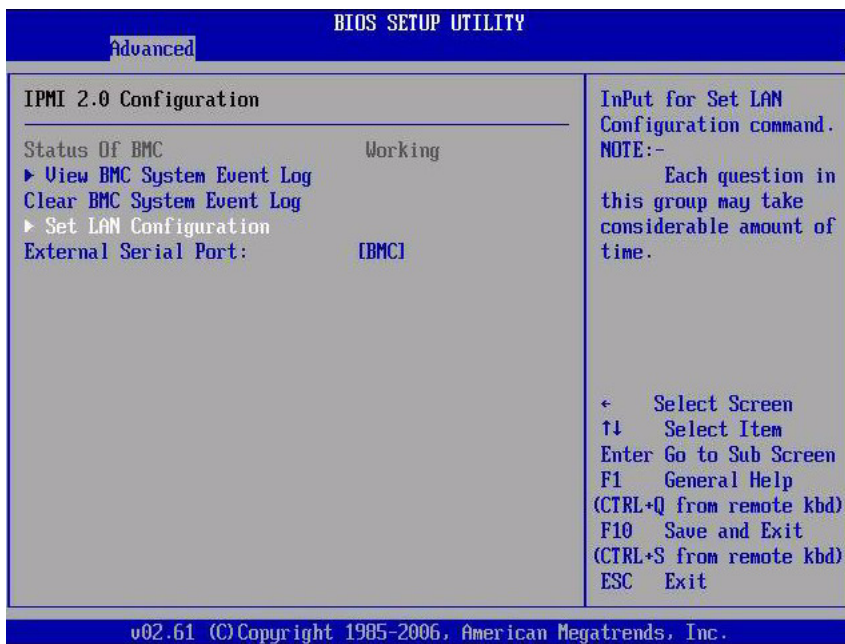 BIOS SETUP UTILITY
Advanced
IPMI 2.0 Configuration
Status Of BMC Working
▶ View BMC System Event Log
Clear BMC System Event Log
▶ Set LAN Configuration
External Serial Port: [BMC]
InPut for Set LAN
Configuration command.
NOTE:-
Each question in
this group may take
considerable amount of
time.
← Select Screen
↑↓ Select Item
Enter Go to Sub Screen
F1 General Help
(CTRL+Q from remote kbd)
F10 Save and Exit
(CTRL+S from remote kbd)
ESC Exit
v02.61 (C)Copyright 1985-2006, American Megatrends, Inc.